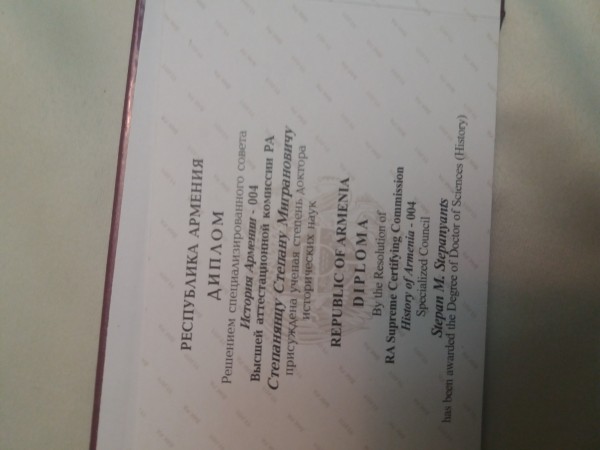 РЕСПУБЛИКА АРМЕНИЯ
ДИПЛОМ
Решением специализированного совета
История Армении - 004
Высшей аттестационной комиссии РА
Степанянцу Степану Миграновичу
присуждена ученая степень доктора
исторических наук
REPUBLIC OF ARMENIA
DIPLOMA
By the Resolution of
RA Supreme Certifying Commission
History of Armenia - 004
Specialized Council
Stepan M. Stepanyants
has been awarded the Degree of Doctor of Sciences (History)